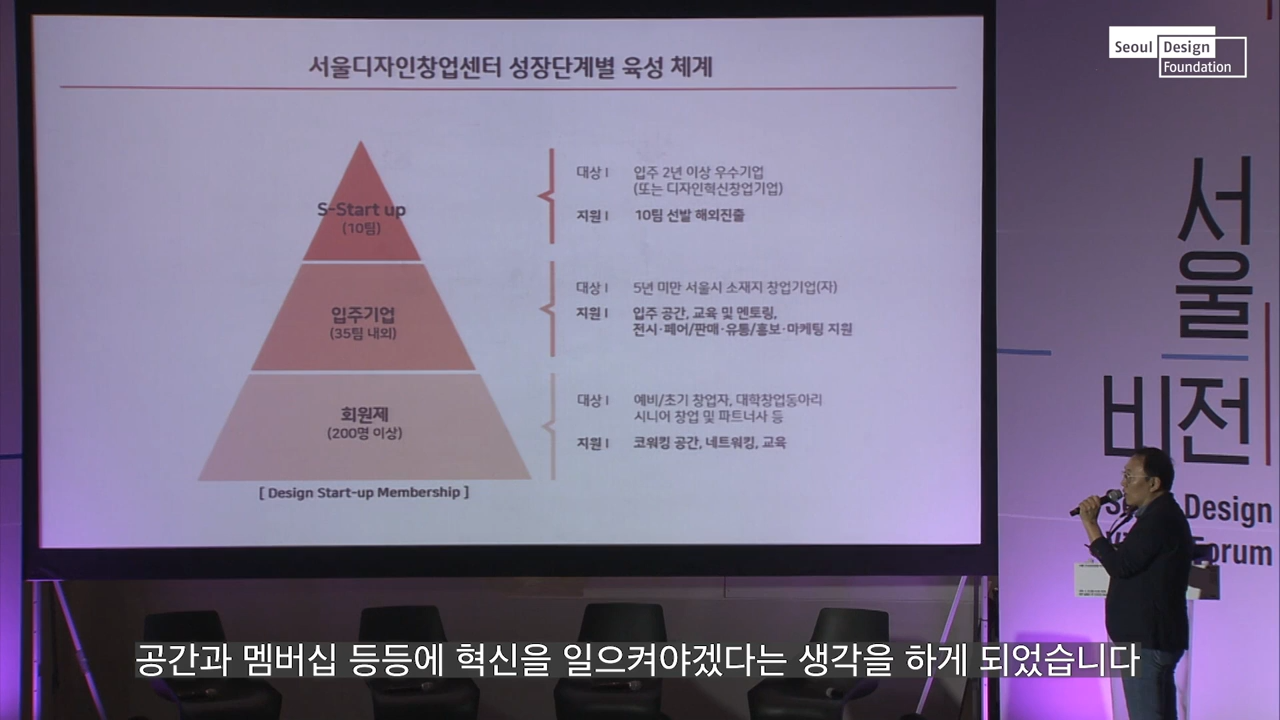 서울디자인창업센터 성장단계별 육성 체계
S-Start up
(10팀)
대상 I 입주 2년 이상 우수기업
(또는 디자인혁신창업기업)
지원 I 10팀 선발 해외진출
입주기업
(35팀 내외)
대상 I 5년 미만 서울시 소재지 창업기업(자)
지원 I 입주 공간, 교육 및 멘토링,
전시·페어/판매·유통/홍보·마케팅 지원
회원제
(200명 이상)
대상 I 예비/초기 창업자, 대학창업동아리
시니어 창업 및 파트너사 등
지원 I 코워킹 공간, 네트워킹, 교육
[ Design Start-up Membership ]
Seoul Design
Foundation
서울
비전
Design
Forum
공간과 멤버십 등등에 혁신을 일으켜야겠다는 생각을 하게 되었습니다